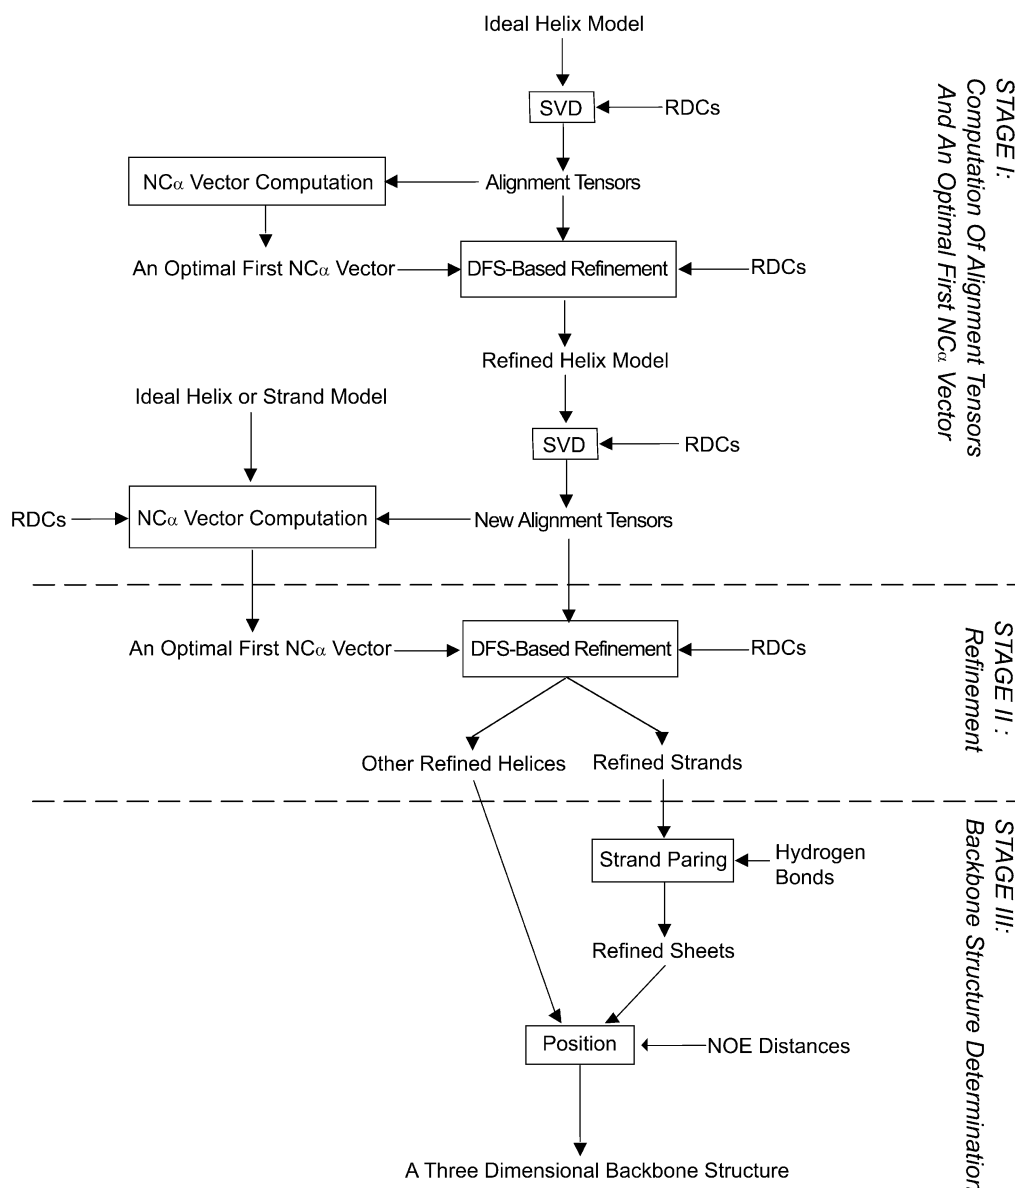 Ideal Helix Model
SVD
RDCs
NCα Vector Computation
Alignment Tensors
An Optimal First NCα Vector
DFS-Based Refinement
RDCs
Refined Helix Model
Ideal Helix or Strand Model
SVD
RDCs
RDCs
NCα Vector Computation
New Alignment Tensors
STAGE I:
Computation Of Alignment Tensors
And An Optimal First NCα Vector
An Optimal First NCα Vector
DFS-Based Refinement
RDCs
Other Refined Helices
Refined Strands
STAGE II :
Refinement
Strand Paring
Hydrogen
Bonds
Refined Sheets
Position
NOE Distances
A Three Dimensional Backbone Structure
STAGE III:
Backbone Structure Determination